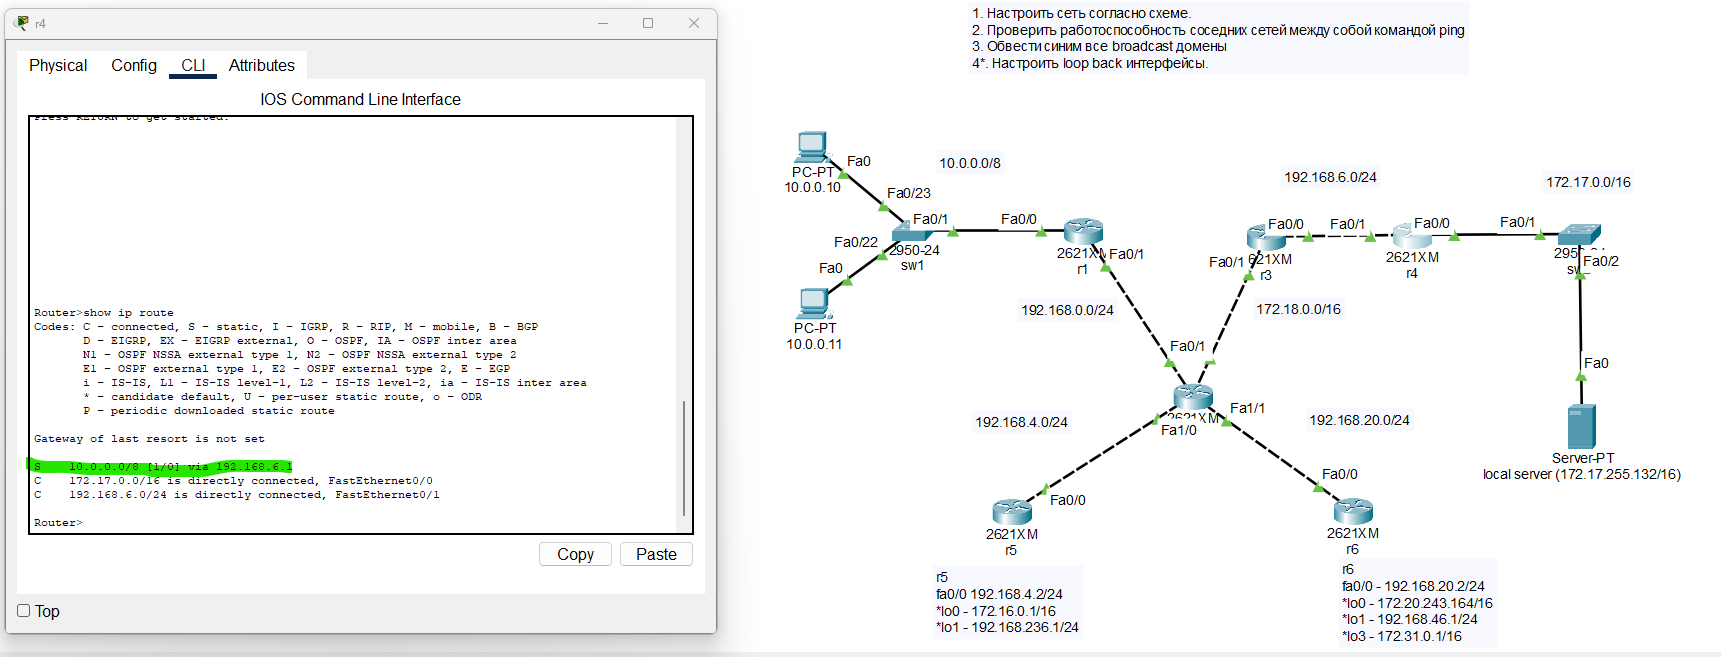 r4
Physical Config CLI Attributes
IOS Command Line Interface
Press RETURN to get started.
Router>show ip route
Codes: C - connected, S - static, I - IGRP, R - RIP, M - mobile, B - BGP
D - EIGRP, EX - EIGRP external, O - OSPF, IA - OSPF inter area
N1 - OSPF NSSA external type 1, N2 - OSPF NSSA external type 2
E1 - OSPF external type 1, E2 - OSPF external type 2, E - EGP
i - IS-IS, L1 - IS-IS level-1, L2 - IS-IS level-2, ia - IS-IS inter area
* - candidate default, U - per-user static route, o - ODR
P - periodic downloaded static route
Gateway of last resort is not set
S 10.0.0.0/8 [1/0] via 192.168.6.1
C 172.17.0.0/16 is directly connected, FastEthernet0/0
C 192.168.6.0/24 is directly connected, FastEthernet0/1
Router>
Copy Paste
Top
1. Настроить сеть согласно схеме.
2. Проверить работоспособность соседних сетей между собой командой ping
3. Обвести синим все broadcast домены
4*. Настроить loop back интерфейсы.
PC-PT
10.0.0.10
Fa0
Fa0/23
10.0.0.0/8
Fa0/1
Fa0/22
2950-24
sw1
Fa0
PC-PT
10.0.0.11
Fa0/0
2621XM
r1
Fa0/1
192.168.0.0/24
192.168.6.0/24
172.17.0.0/16
Fa0/0
Fa0/1
621XM
r3
Fa0/1
Fa0/0
2621XM
r4
Fa0/1
Fa0/2
172.18.0.0/16
Fa0/1
2621XM
Fa1/0
Fa1/1
192.168.4.0/24
192.168.20.0/24
Fa0
Server-PT
local server (172.17.255.132/16)
Fa0/0
2621XM
r5
Fa0/0
2621XM
r6
r5
fa0/0 192.168.4.2/24
*lo0 - 172.16.0.1/16
*lo1 - 192.168.236.1/24
r6
fa0/0 - 192.168.20.2/24
*lo0 - 172.20.243.164/16
*lo1 - 192.168.46.1/24
*lo3 - 172.31.0.1/16